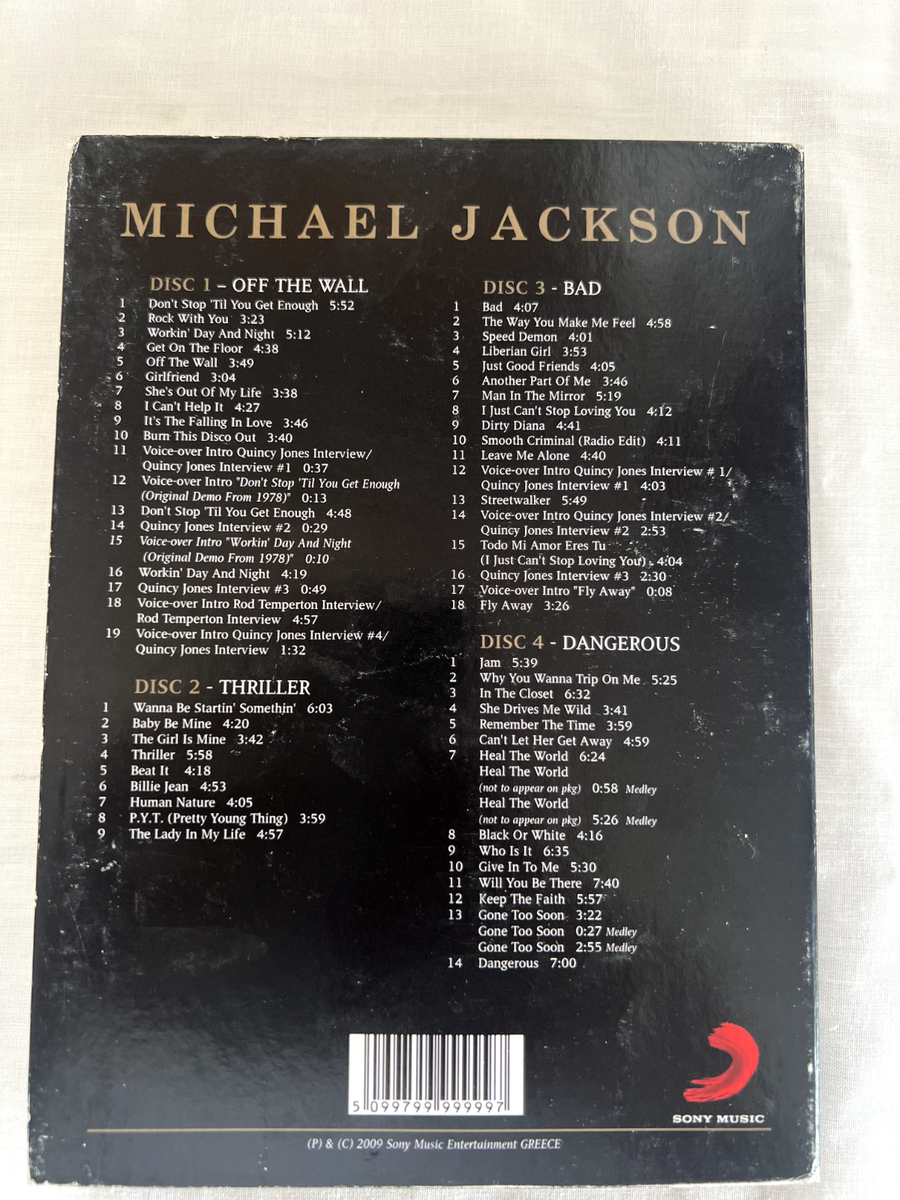 MICHAEL JACKSON
DISC 1 – OFF THE WALL
1 Don't Stop 'Til You Get Enough 5:52
2 Rock With You 3:23
3 Workin' Day And Night 5:12
4 Get On The Floor 4:38
5 Off The Wall 3:49
6 Girlfriend 3:04
7 She's Out Of My Life 3:38
8 I Can't Help It 4:27
9 It's The Falling In Love 3:46
10 Burn This Disco Out 3:40
11 Voice-over Intro Quincy Jones Interview/
Quincy Jones Interview #1 0:37
12 Voice-over Intro "Don't Stop 'Til You Get Enough
(Original Demo From 1978)" 0:13
13 Don't Stop 'Til You Get Enough 4:48
14 Quincy Jones Interview #2 0:29
15 Voice-over Intro "Workin' Day And Night
(Original Demo From 1978)" 0:10
16 Workin' Day And Night 4:19
17 Quincy Jones Interview #3 0:49
18 Voice-over Intro Rod Temperton Interview/
Rod Temperton Interview 4:57
19 Voice-over Intro Quincy Jones Interview #4/
Quincy Jones Interview 1:32
DISC 2 - THRILLER
1 Wanna Be Startin' Somethin' 6:03
2 Baby Be Mine 4:20
3 The Girl Is Mine 3:42
4 Thriller 5:58
5 Beat It 4:18
6 Billie Jean 4:53
7 Human Nature 4:05
8 P.Y.T. (Pretty Young Thing) 3:59
9 The Lady In My Life 4:57
DISC 3 - BAD
1 Bad 4:07
2 The Way You Make Me Feel 4:58
3 Speed Demon 4:01
4 Liberian Girl 3:53
5 Just Good Friends 4:05
6 Another Part Of Me 3:46
7 Man In The Mirror 5:19
8 I Just Can't Stop Loving You 4:12
9 Dirty Diana 4:41
10 Smooth Criminal (Radio Edit) 4:11
11 Leave Me Alone 4:40
12 Voice-over Intro Quincy Jones Interview # 1/
Quincy Jones Interview #1 4:03
13 Streetwalker 5:49
14 Voice-over Intro Quincy Jones Interview #2/
Quincy Jones Interview #2 2:53
15 Todo Mi Amor Eres Tu
(I Just Can't Stop Loving You) 4:04
16 Quincy Jones Interview #3 2:30
17 Voice-over Intro "Fly Away" 0:08
18 Fly Away 3:26
DISC 4 - DANGEROUS
1 Jam 5:39
2 Why You Wanna Trip On Me 5:25
3 In The Closet 6:32
4 She Drives Me Wild 3:41
5 Remember The Time 3:59
6 Can't Let Her Get Away 4:59
7 Heal The World 6:24
Heal The World
(not to appear on pkg) 0:58 Medley
Heal The World
(not to appear on pkg) 5:26 Medley
8 Black Or White 4:16
9 Who Is It 6:35
10 Give In To Me 5:30
11 Will You Be There 7:40
12 Keep The Faith 5:57
13 Gone Too Soon 3:22
Gone Too Soon 0:27 Medley
Gone Too Soon 2:55 Medley
14 Dangerous 7:00
5 099799 999997
SONY MUSIC
(P) & (C) 2009 Sony Music Entertainment GREECE